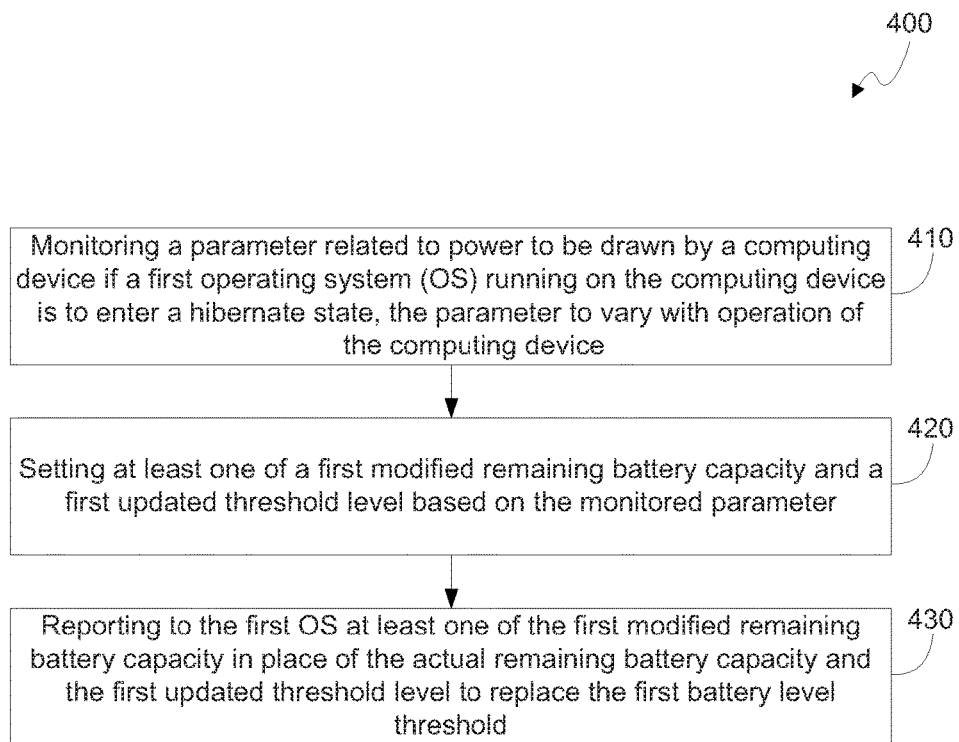 400
Monitoring a parameter related to power to be drawn by a computing
device if a first operating system (OS) running on the computing device
is to enter a hibernate state, the parameter to vary with operation of
the computing device
410
Setting at least one of a first modified remaining battery capacity and a
first updated threshold level based on the monitored parameter
420
Reporting to the first OS at least one of the first modified remaining
battery capacity in place of the actual remaining battery capacity and
the first updated threshold level to replace the first battery level
threshold
430